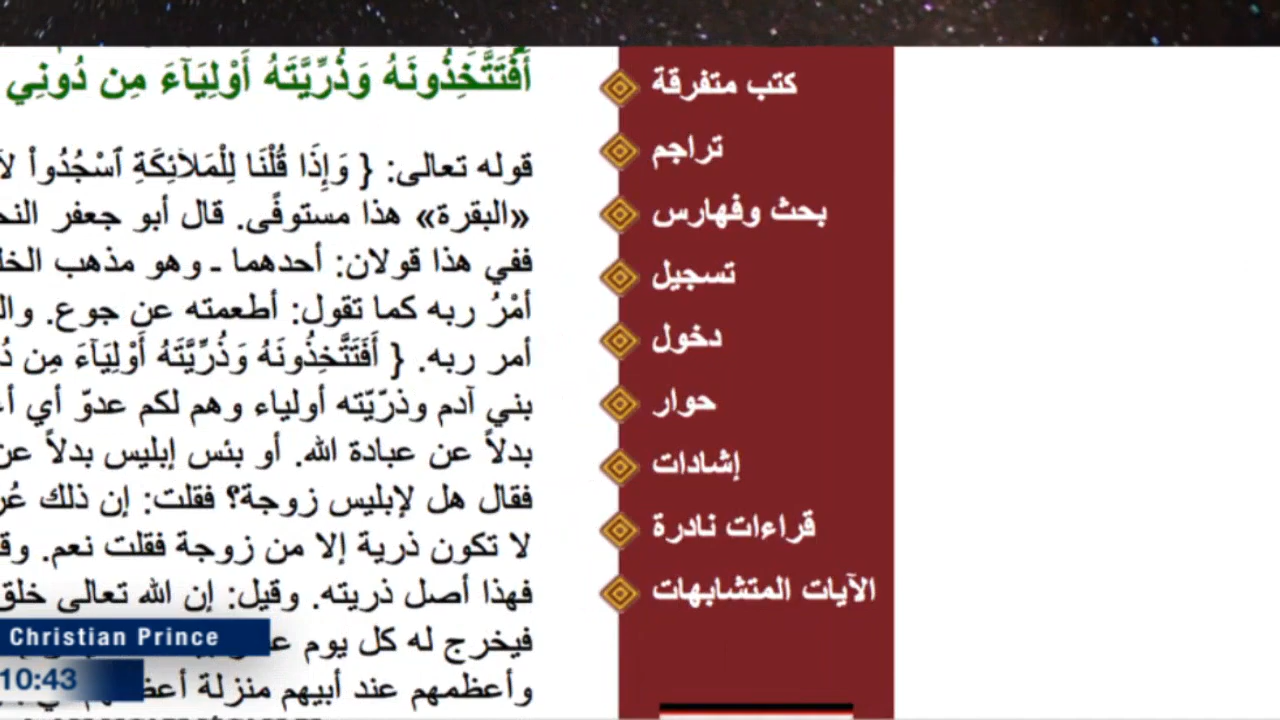 كتب متفرقة
تراجم
بحث وفهارس
تسجيل
دخول
حوار
إشادات
قراءات نادرة
الآيات المتشابهات
أَفَتَتَّخِذُونَهُ وَذُرِّيَّتَهُ أَوْلِيَآءَ مِن دُونِي
قوله تعالى: { وَإِذَا قُلْنَا لِلْمَلاَئِكَةِ ٱسْجُدُواْ
«البقرة» هذا مستوفًى. قال أبو جعفر
ففي هذا قولان: أحدهما ـ وهو مذهب
أمْرُ ربه كما تقول: أطعمته عن جوع.
أمر ربه. { أَفَتَتَّخِذُونَهُ وَذُرِّيَّتَهُ أَوْلِيَآءَ مِن
بني آدم وذرّيّته أولياء وهم لكم عدوّ أي
بدلاً عن عبادة الله. أو بئس إبليس بدلاً
فقال هل لإبليس زوجة؟ فقلت: إن ذلك
لا تكون ذرية إلا من زوجة فقلت نعم.
فهذا أصل ذريته. وقيل: إن الله تعالى
فيخرج له كل يوم
وأعظمهم عند أبيهم منزلة
Christian Prince
10:43